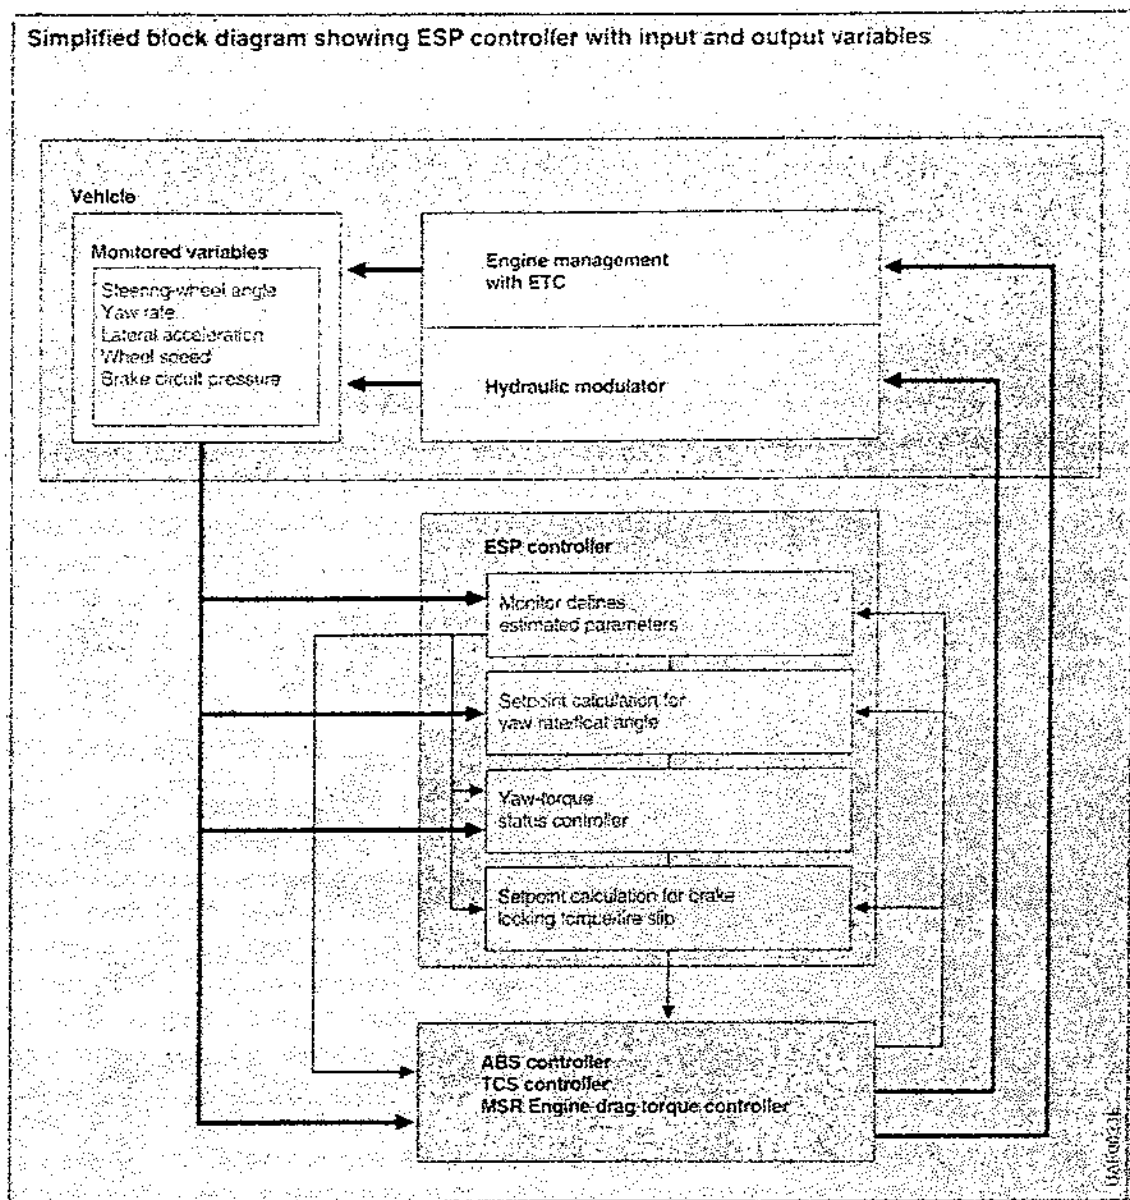 Simplified block diagram showing ESP controller with input and output variables
Vehicle
Monitored variables
Steering-wheel angle
Yaw rate
Lateral acceleration
Wheel speed
Brake circuit pressure
Engine management
with ETC
Hydraulic modulator
ESP controller
Monitor defines
estimated parameters
Setpoint calculation for
yaw rate/float angle
Yaw-torque
status controller
Setpoint calculation for brake
locking torque/tire slip
ABS controller
TCS controller
MSR Engine drag torque controller